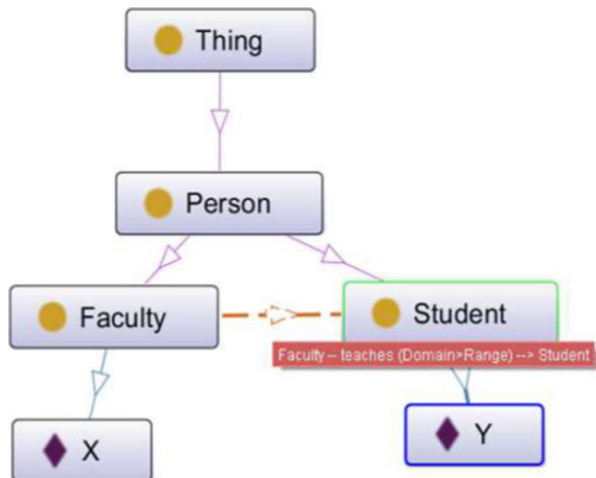 Thing
Person
Faculty
Student
Faculty -- teaches (Domain>Range) --> Student
X
Y